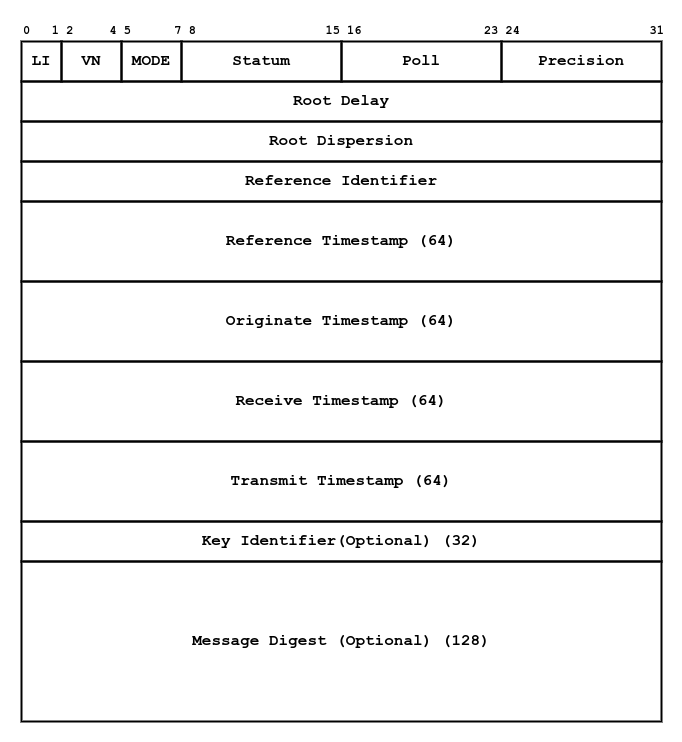 0 1 2 4 5 7 8 15 16 23 24 31
LI VN MODE Statum Poll Precision
Root Delay
Root Dispersion
Reference Identifier
Reference Timestamp (64)
Originate Timestamp (64)
Receive Timestamp (64)
Transmit Timestamp (64)
Key Identifier(Optional) (32)
Message Digest (Optional) (128)